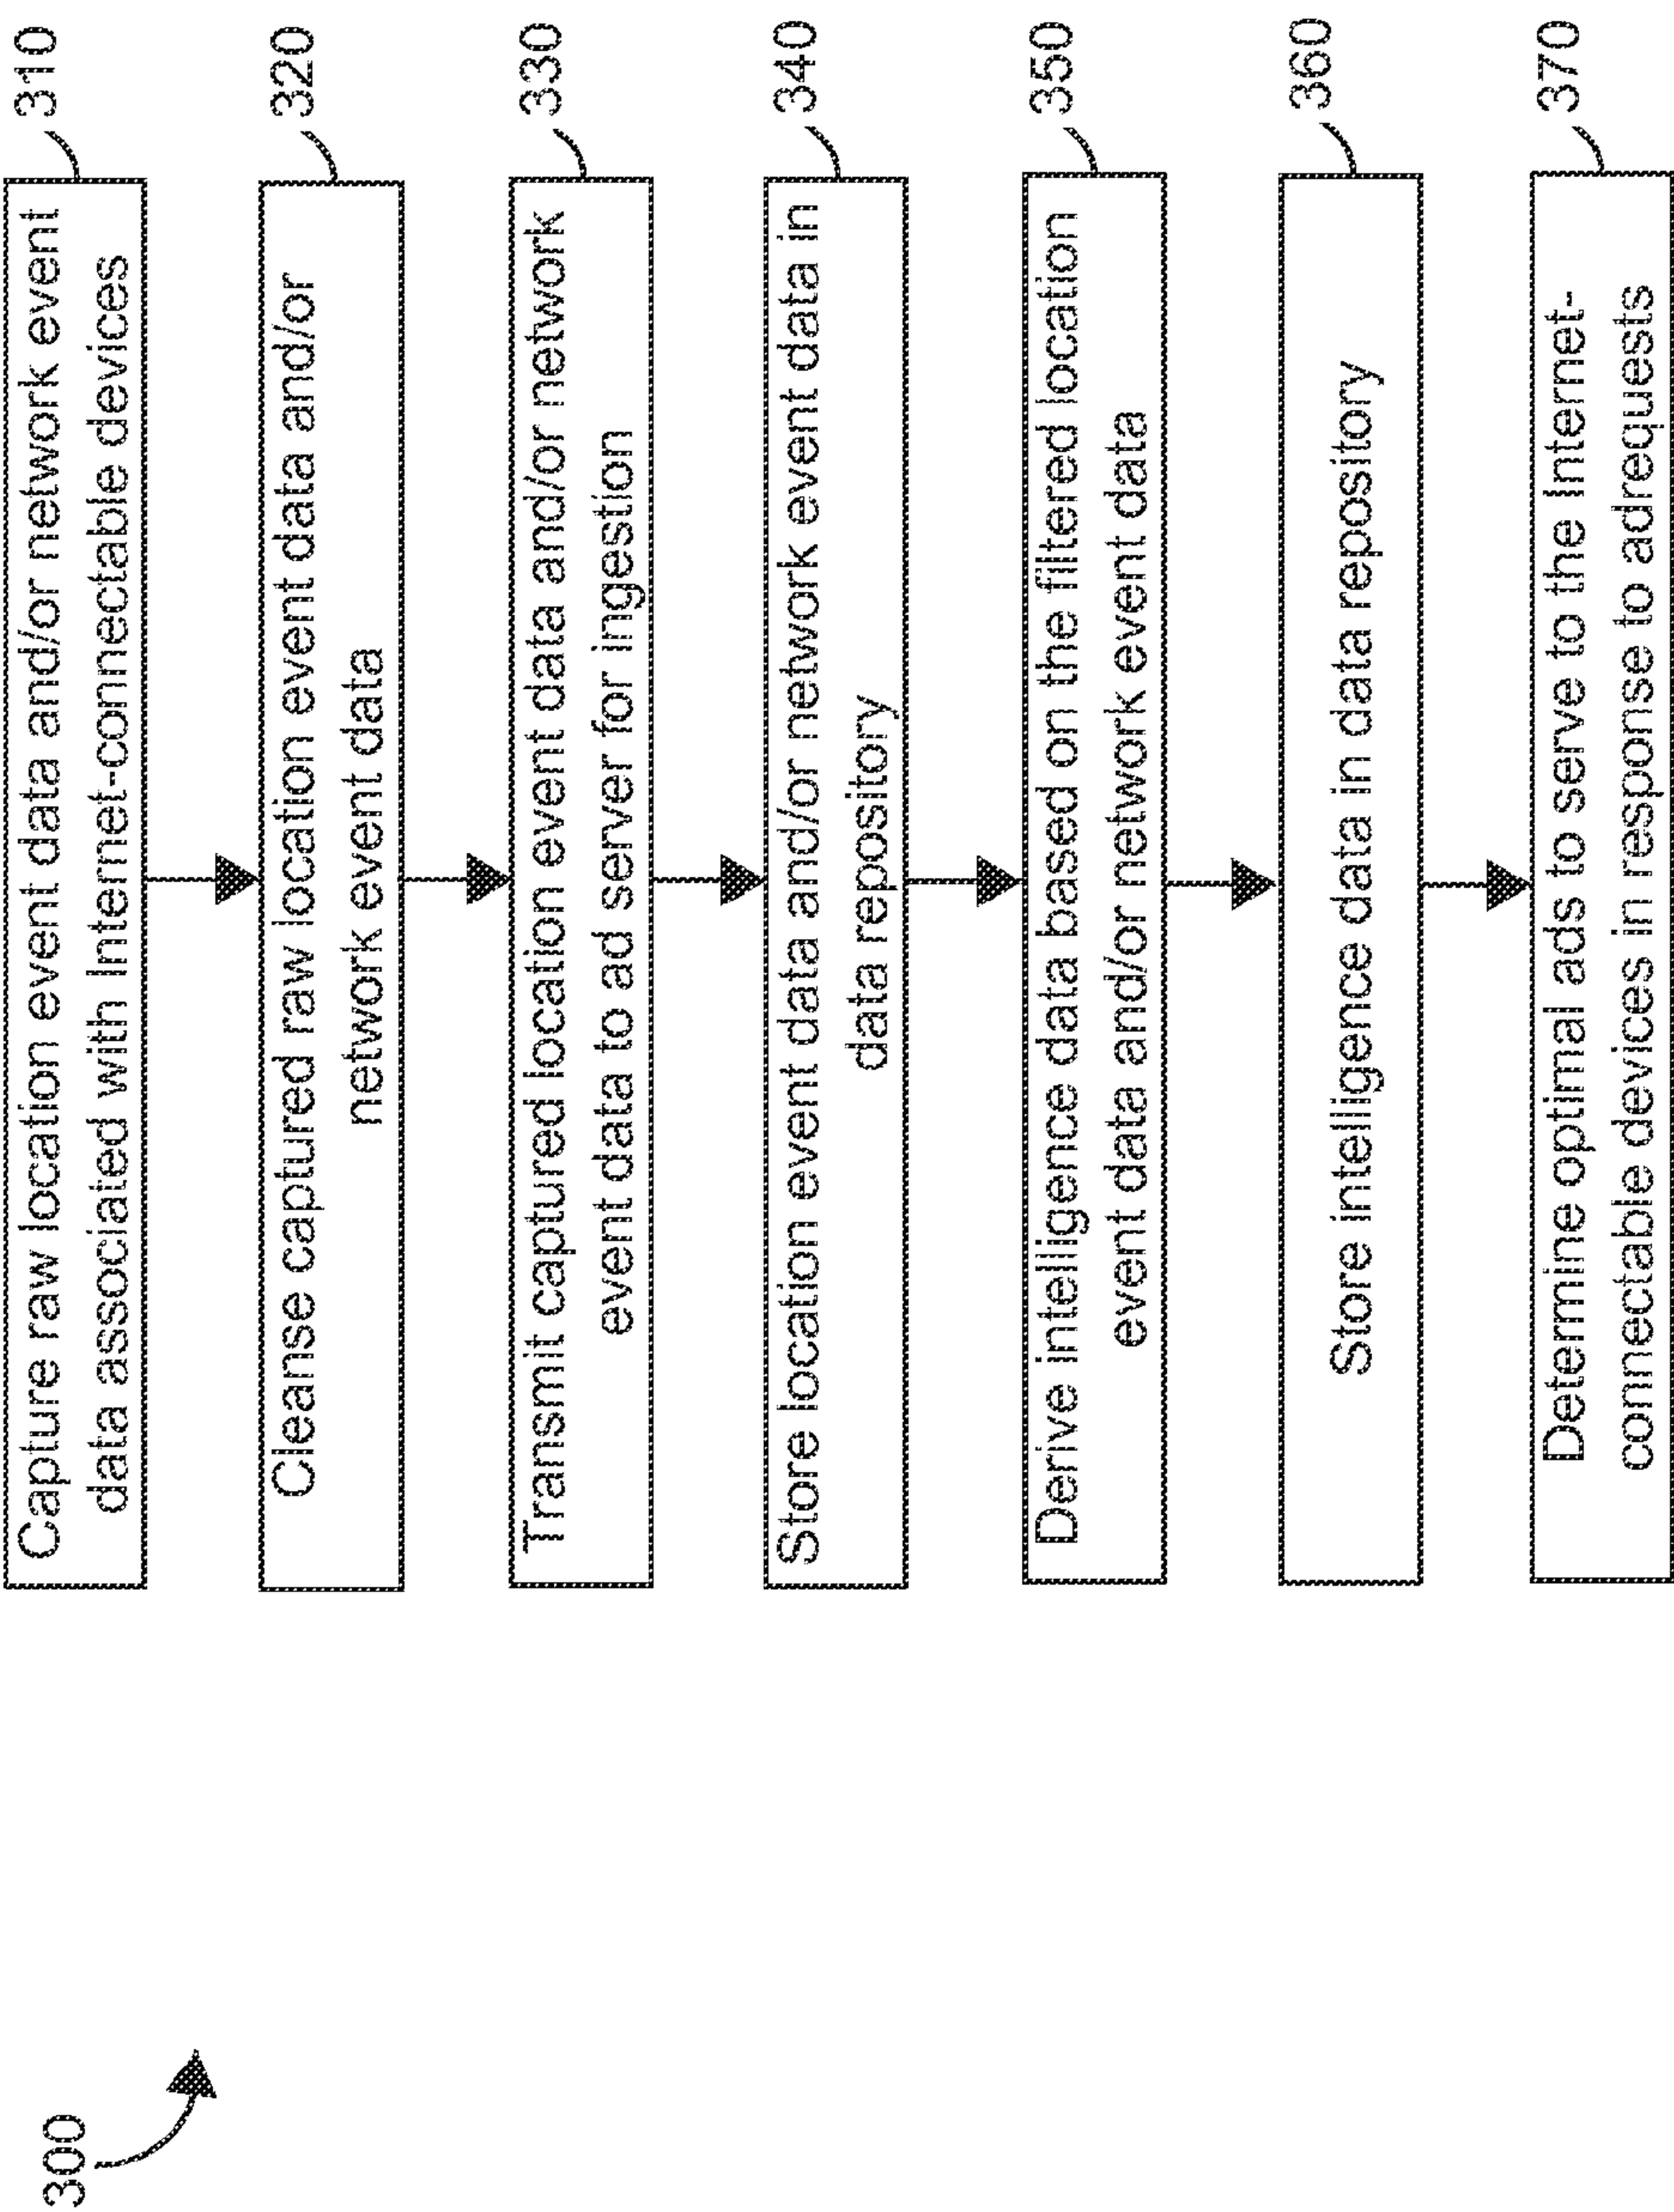 300
310
Capture raw location event data and/or network event
data associated with Internet-connectable devices
320
Cleanse captured raw location event data and/or
network event data
330
Transmit captured location event data and/or network
event data to ad server for ingestion
340
Store location event data and/or network event data in
data repository
350
Derive intelligence data based on the filtered location
event data and/or network event data
360
Store intelligence data in data repository
370
Determine optimal ads to serve to the Internet-
connectable devices in response to adrequests